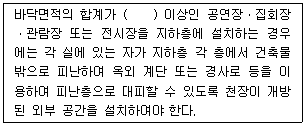 바닥면적의 합계가 (    ) 이상인 공연장·집회장
·관람장 또는 전시장을 지하층에 설치하는 경우
에는 각 실에 있는 자가 지하층 각 층에서 건축물
밖으로 피난하여 옥외 계단 또는 경사로 등을 이
용하여 피난층으로 대피할 수 있도록 천장이 개방
된 외부 공간을 설치하여야 한다.